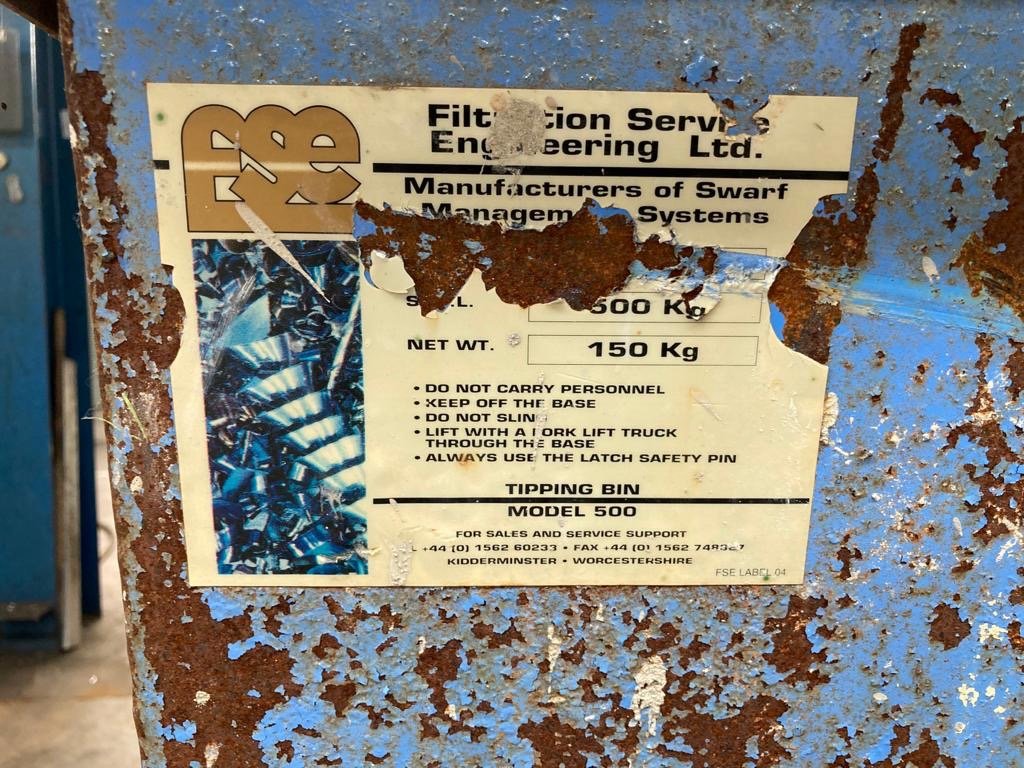 fse
Filtration Service
Engineering Ltd.
Manufacturers of Swarf
Management Systems
500 Kg
NET WT. 150 Kg
• DO NOT CARRY PERSONNEL
• KEEP OFF THE BASE
• DO NOT SLING
• LIFT WITH A FORK LIFT TRUCK
THROUGH THE BASE
• ALWAYS USE THE LATCH SAFETY PIN
TIPPING BIN
MODEL 500
FOR SALES AND SERVICE SUPPORT
+44 (0) 1562 60233 • FAX +44 (0) 1562
KIDDERMINSTER • WORCESTERSHIRE
FSE LABEL 04